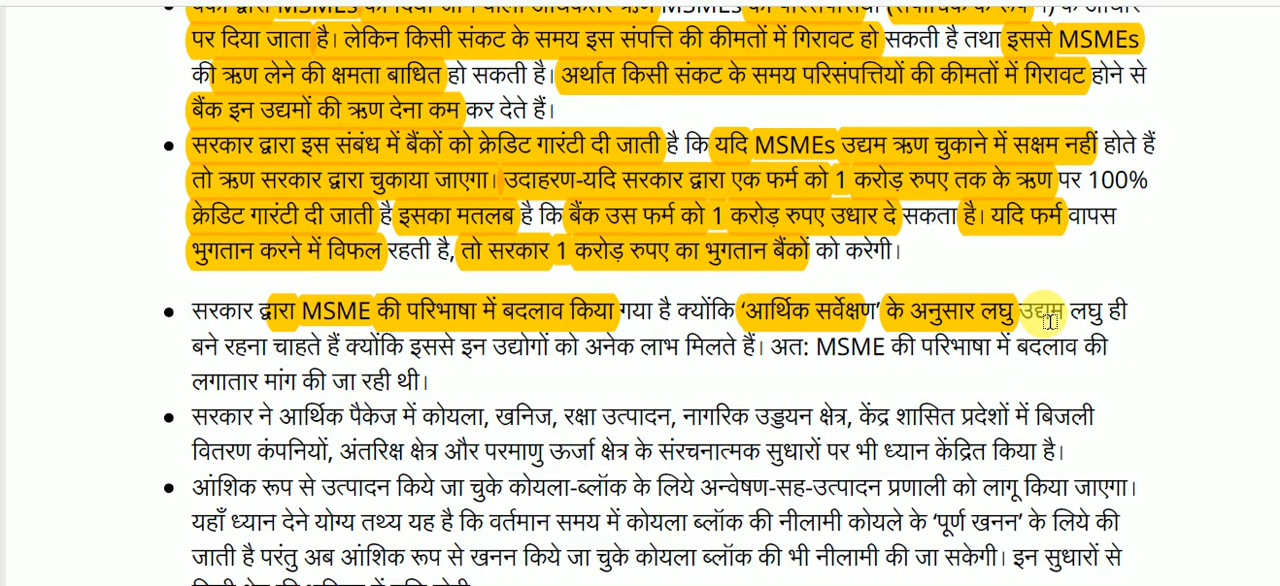 MSMEs MSMEs के आधार
पर दिया जाता है। लेकिन किसी संकट के समय इस संपत्ति की कीमतों में गिरावट हो सकती है तथा इससे MSMEs
की ऋण लेने की क्षमता बाधित हो सकती है। अर्थात किसी संकट के समय परिसंपत्तियों की कीमतों में गिरावट होने से
बैंक इन उद्यमों की ऋण देना कम कर देते हैं।
सरकार द्वारा इस संबंध में बैंकों को क्रेडिट गारंटी दी जाती है कि यदि MSMEs उद्यम ऋण चुकाने में सक्षम नहीं होते हैं
तो ऋण सरकार द्वारा चुकाया जाएगा। उदाहरण-यदि सरकार द्वारा एक फर्म को 1 करोड़ रुपए तक के ऋण पर 100%
क्रेडिट गारंटी दी जाती है इसका मतलब है कि बैंक उस फर्म को 1 करोड़ रुपए उधार दे सकता है। यदि फर्म वापस
भुगतान करने में विफल रहती है, तो सरकार 1 करोड़ रुपए का भुगतान बैंकों को करेगी।
सरकार द्वारा MSME की परिभाषा में बदलाव किया गया है क्योंकि ‘आर्थिक सर्वेक्षण’ के अनुसार लघु उद्यम लघु ही
बने रहना चाहते हैं क्योंकि इससे इन उद्योगों को अनेक लाभ मिलते हैं। अत: MSME की परिभाषा में बदलाव की
लगातार मांग की जा रही थी।
सरकार ने आर्थिक पैकेज में कोयला, खनिज, रक्षा उत्पादन, नागरिक उड्डयन क्षेत्र, केंद्र शासित प्रदेशों में बिजली
वितरण कंपनियों, अंतरिक्ष क्षेत्र और परमाणु ऊर्जा क्षेत्र के संरचनात्मक सुधारों पर भी ध्यान केंद्रित किया है।
आंशिक रूप से उत्पादन किये जा चुके कोयला-ब्लॉक के लिये अन्वेषण-सह-उत्पादन प्रणाली को लागू किया जाएगा।
यहाँ ध्यान देने योग्य तथ्य यह है कि वर्तमान समय में कोयला ब्लॉक की नीलामी कोयले के ‘पूर्ण खनन’ के लिये की
जाती है परंतु अब आंशिक रूप से खनन किये जा चुके कोयला ब्लॉक की भी नीलामी की जा सकेगी। इन सुधारों से